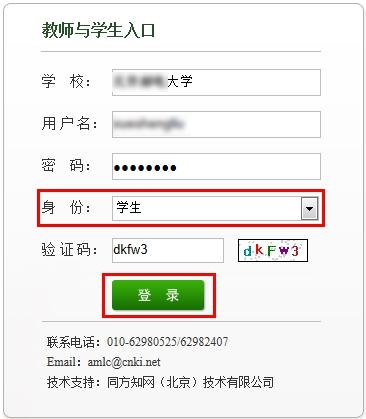 教师与学生入口
学 校： 大学
用户名：
密 码： ●●●●●●●●
身 份： 学生
验证码： dkfw3 dkFw3
登 录
联系电话：010-62980525/62982407
Email：amlc@cnki.net
技术支持：同方知网（北京）技术有限公司